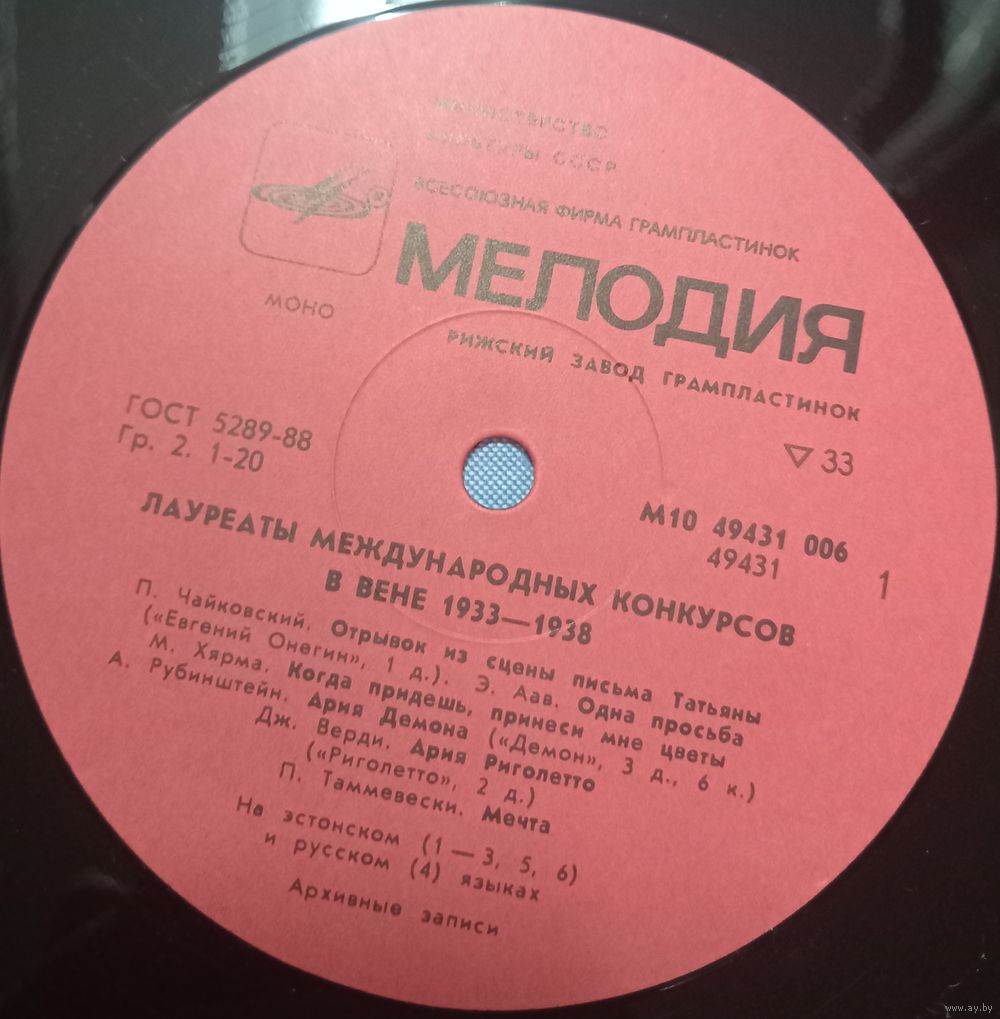 МИНИСТЕРСТВО
КУЛЬТУРЫ СССР
ВСЕСОЮЗНАЯ ФИРМА ГРАМПЛАСТИНОК
МЕЛОДИЯ
РИЖСКИЙ ЗАВОД ГРАМПЛАСТИНОК
МОНО
ГОСТ 5289-88
Гр. 2. 1-20
▽ 33
М10 49431 006
49431
1
ЛАУРЕАТЫ МЕЖДУНАРОДНЫХ КОНКУРСОВ
В ВЕНЕ 1933—1938
П. Чайковский. Отрывок из сцены письма Татьяны
(«Евгений Онегин», 1 д.). Э. Аав. Одна просьба
М. Хярма. Когда придешь, принеси мне цветы
А. Рубинштейн. Ария Демона («Демон», 3 д., 6 к.)
Дж. Верди. Ария Риголетто
(«Риголетто», 2 д.)
П. Таммевески. Мечта
На эстонском (1—3, 5, 6)
и русском (4) языках
Архивные записи
www.ay.by